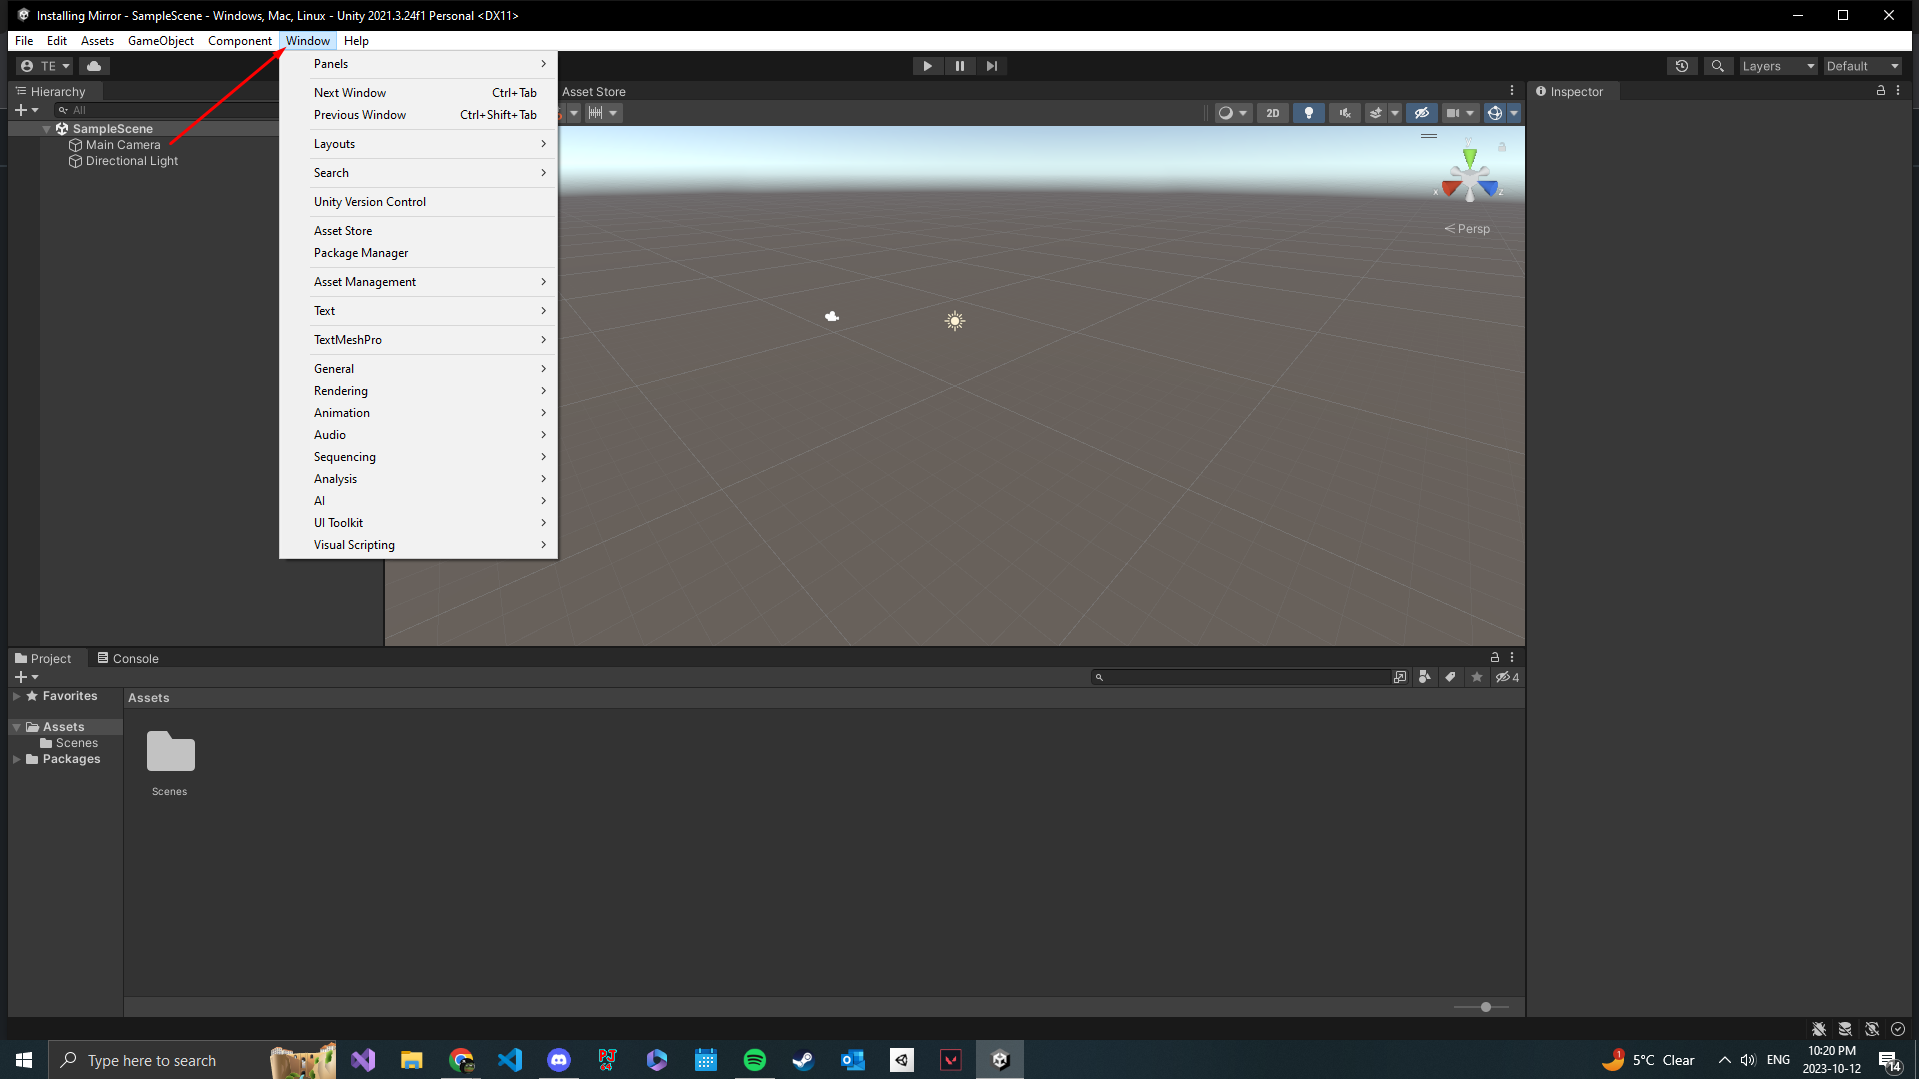 Installing Mirror - SampleScene - Windows, Mac, Linux - Unity 2021.3.24f1 Personal <DX11>
File Edit Assets GameObject Component Window Help
TE
Layers Default
Panels
Next Window Ctrl+Tab
Previous Window Ctrl+Shift+Tab
Layouts
Search
Unity Version Control
Asset Store
Package Manager
Asset Management
Text
TextMeshPro
General
Rendering
Animation
Audio
Sequencing
Analysis
AI
UI Toolkit
Visual Scripting
Hierarchy
All
SampleScene
Main Camera
Directional Light
Asset Store
2D
y
x
z
Persp
Inspector
Project Console
4
Favorites
Assets
Scenes
Packages
Assets
Scenes
Type here to search
1
5°C Clear
ENG
10:20 PM
2023-10-12
14